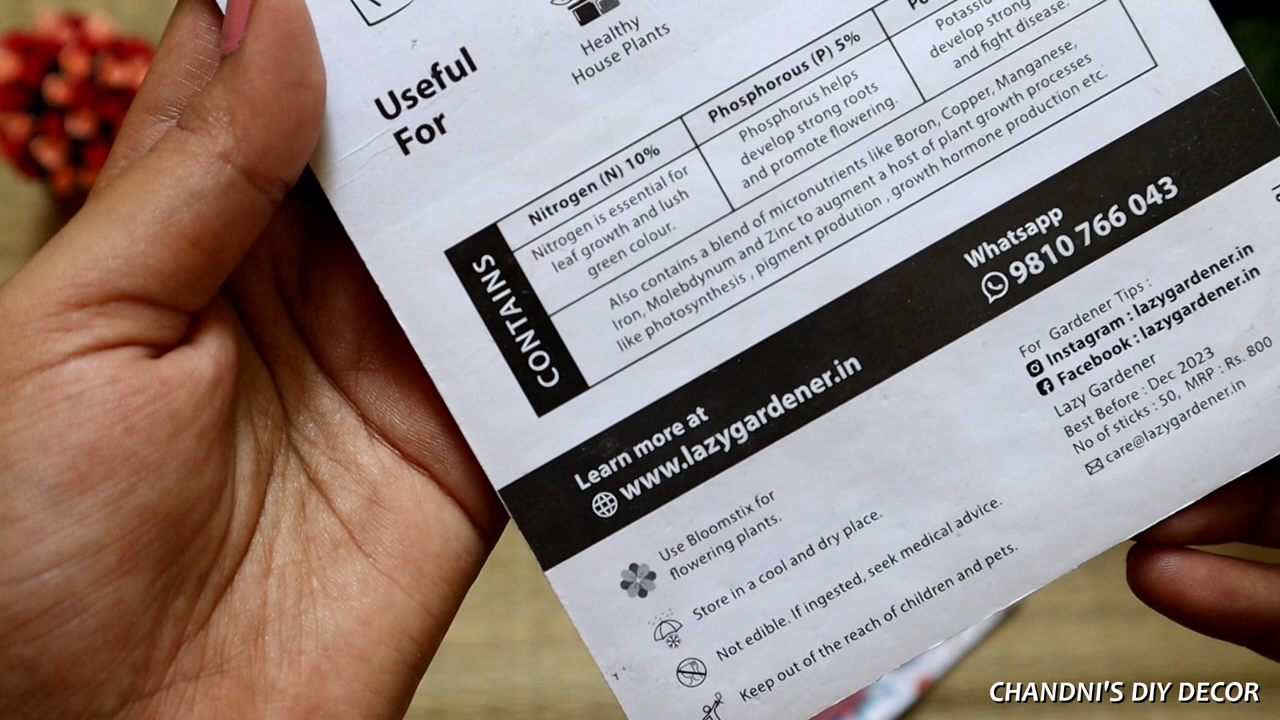 Useful
For
Healthy
House Plants
CONTAINS
Nitrogen (N) 10%
Nitrogen is essential for
leaf growth and lush
green colour.
Phosphorous (P) 5%
Phosphorus helps
develop strong roots
and promote flowering.
develop strong
and fight disease.
Also contains a blend of micronutrients like Boron, Copper, Manganese,
Iron, Molebdynum and Zinc to augment a host of plant growth processes
like photosynthesis , pigment prodution , growth hormone production etc.
Learn more at
www.lazygardener.in
Whatsapp
9810 766 043
For Gardener Tips :
Instagram : lazygardener.in
Facebook : lazygardener.in
Lazy Gardener
Best Before : Dec 2023
No of sticks : 50, MRP : Rs. 800
care@lazygardener.in
Use Bloomstix for
flowering plants.
Store in a cool and dry place.
Not edible. If ingested, seek medical advice.
Keep out of the reach of children and pets.
CHANDNI'S DIY DECOR